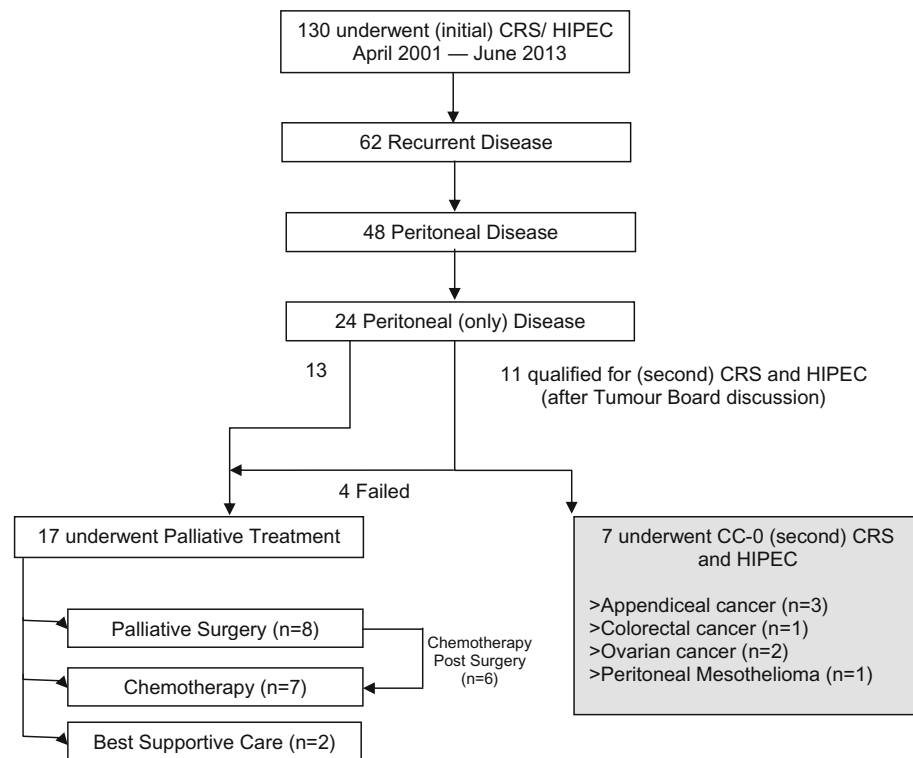 130 underwent (initial) CRS/ HIPEC
April 2001 — June 2013
62 Recurrent Disease
48 Peritoneal Disease
24 Peritoneal (only) Disease
13
11 qualified for (second) CRS and HIPEC
(after Tumour Board discussion)
4 Failed
17 underwent Palliative Treatment
Palliative Surgery (n=8)
Chemotherapy
Post Surgery
(n=6)
Chemotherapy (n=7)
Best Supportive Care (n=2)
7 underwent CC-0 (second) CRS
and HIPEC
>Appendiceal cancer (n=3)
>Colorectal cancer (n=1)
>Ovarian cancer (n=2)
>Peritoneal Mesothelioma (n=1)